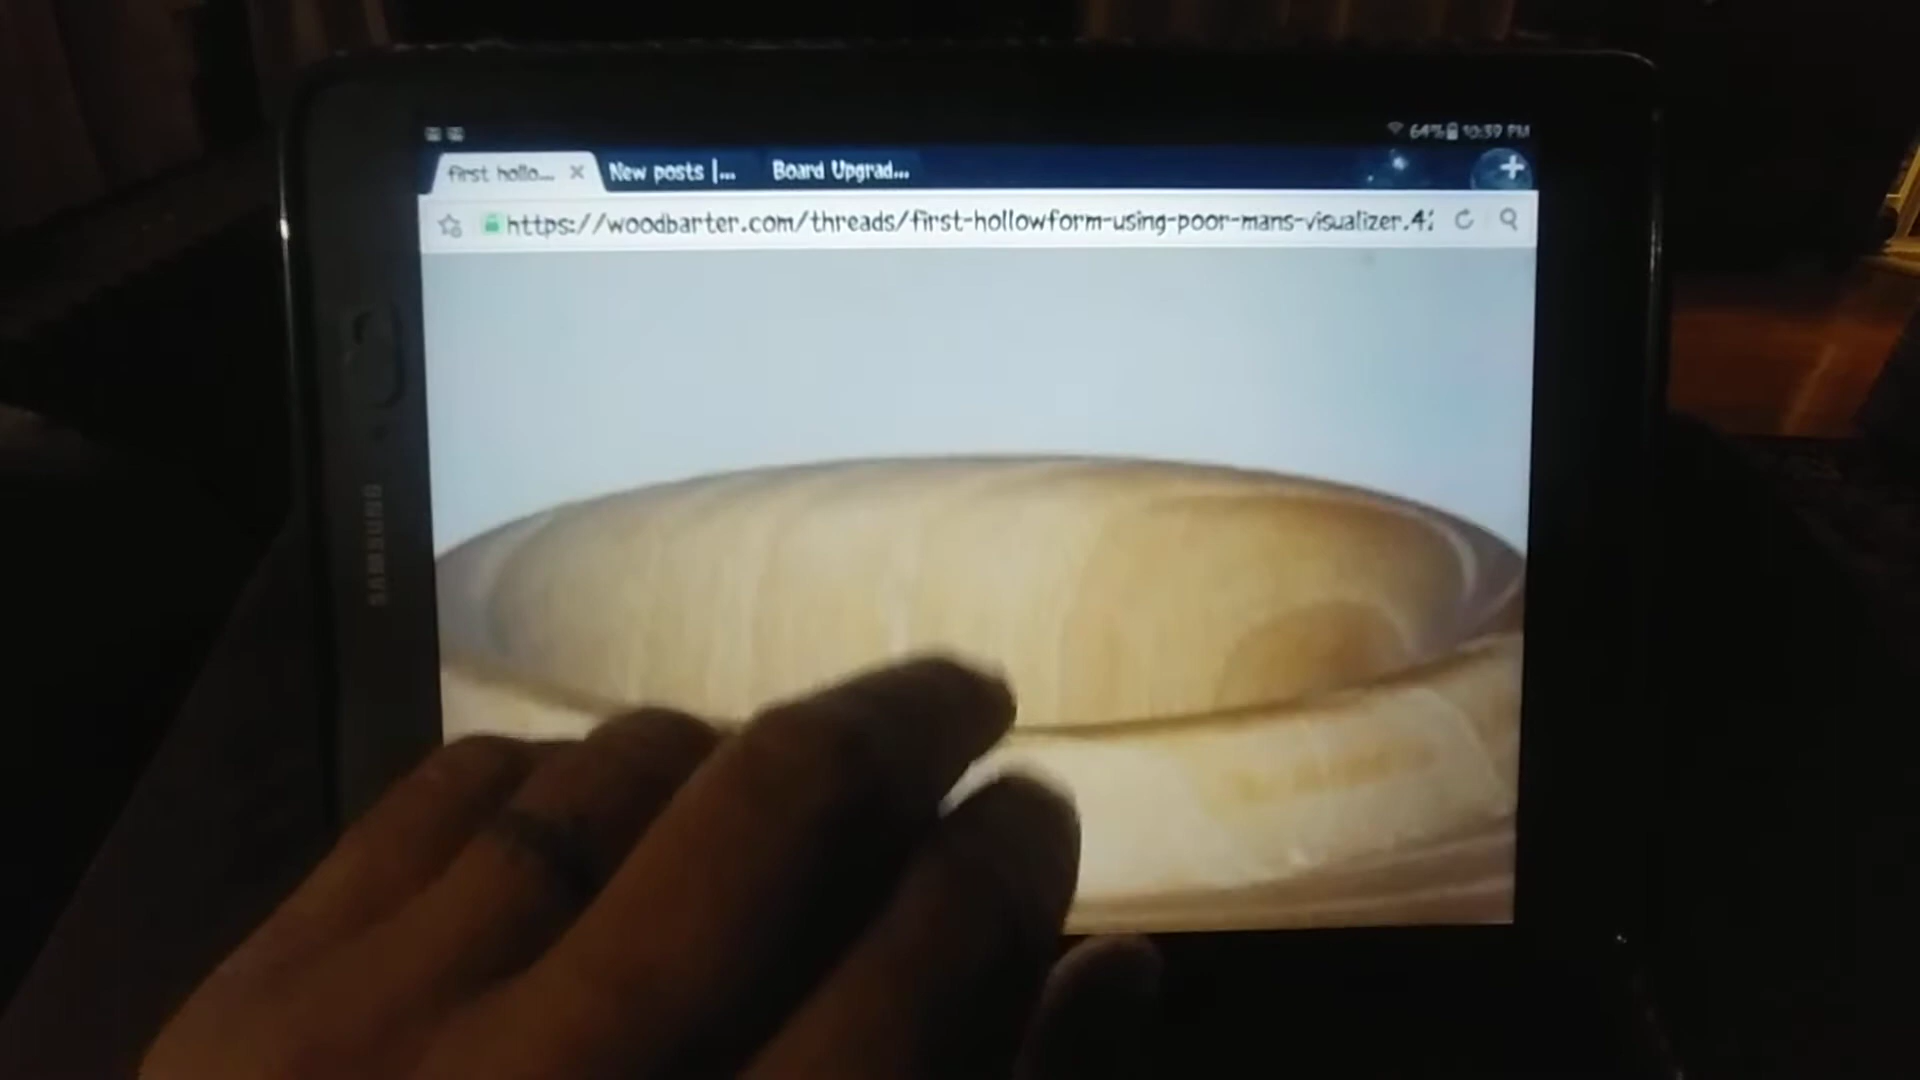 64% 10:39 PM
first hollo... × New posts |... Board Upgrad... +
https://woodbarter.com/threads/first-hollowform-using-poor-mans-visualizer.4
SAMSUNG